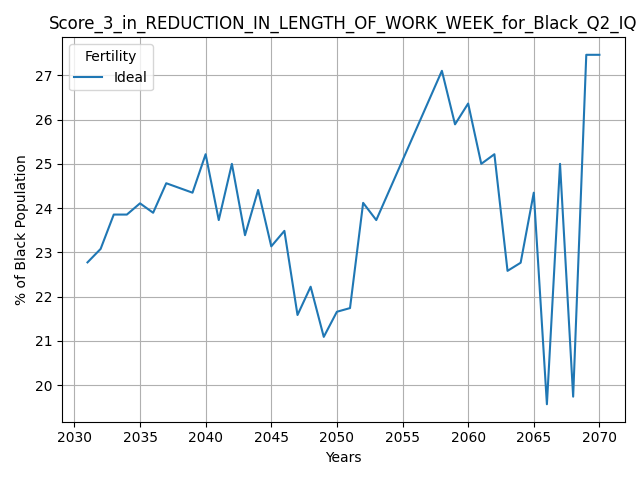 Score_3_in_REDUCTION_IN_LENGTH_OF_WORK_WEEK_for_Black_Q2_IQ
Fertility
Ideal
% of Black Population
27
26
25
24
23
22
21
20
2030 2035 2040 2045 2050 2055 2060 2065 2070
Years